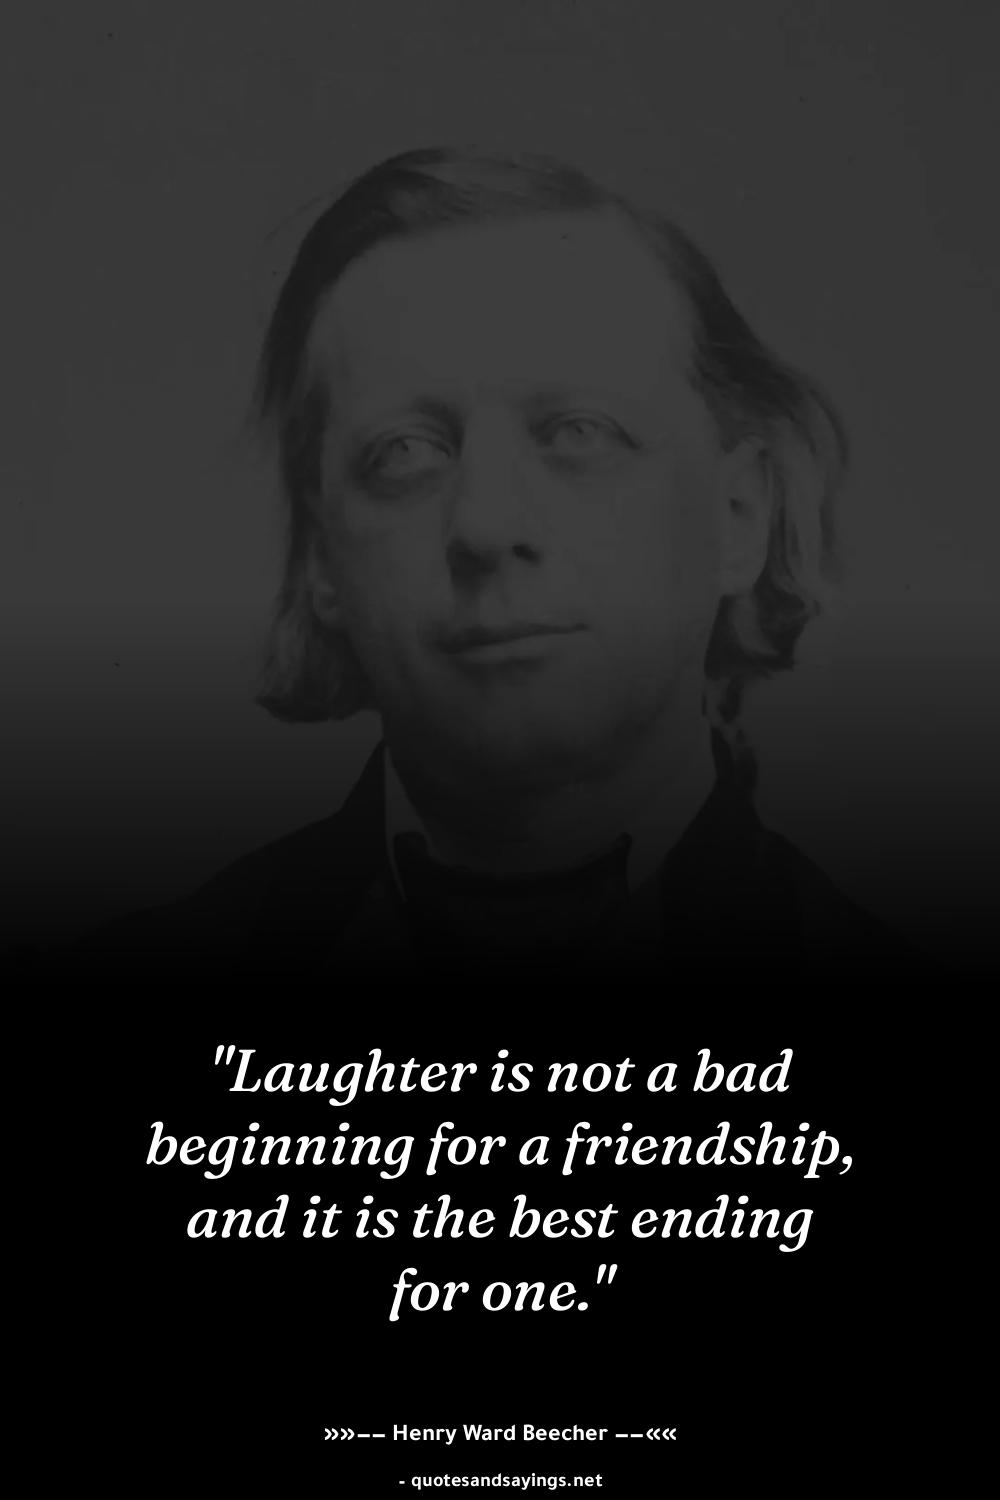 "Laughter is not a bad
beginning for a friendship,
and it is the best ending
for one."
»»–– Henry Ward Beecher ––««
- quotesandsayings.net